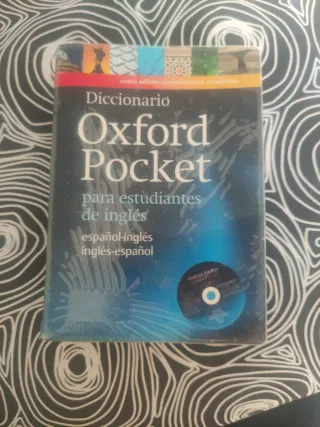 Diccionario
Oxford
Pocket
para estudiantes
de inglés
español-inglés
inglés-español